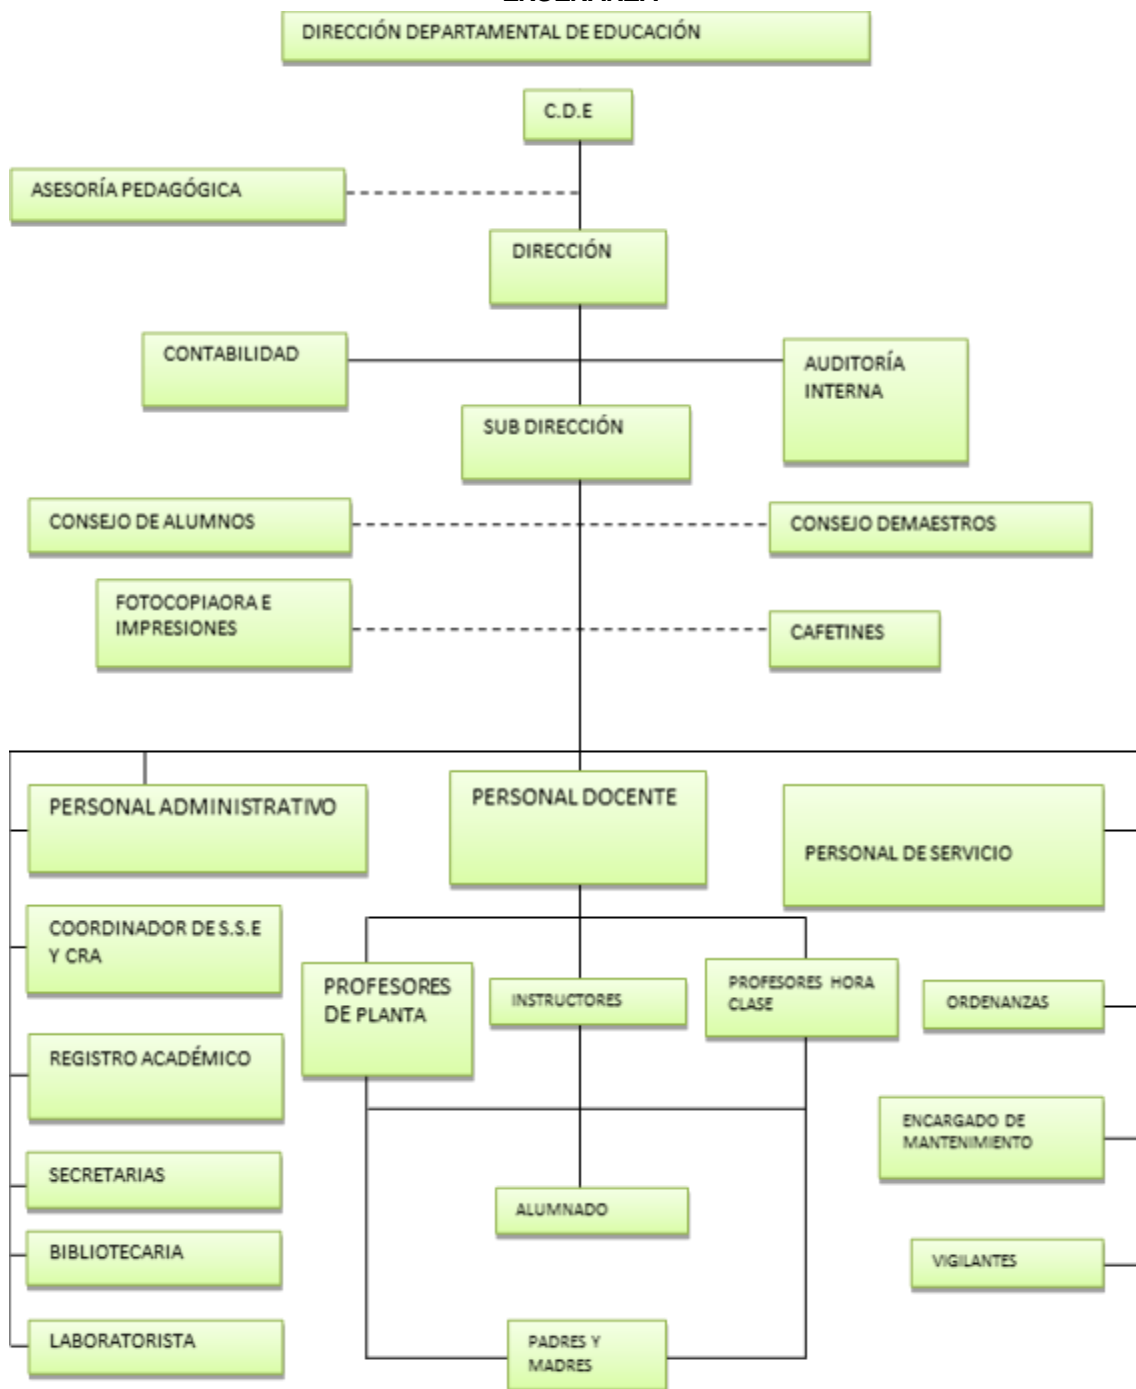 DIRECCIÓN DEPARTAMENTAL DE EDUCACIÓN
C.D.E
ASESORÍA PEDAGÓGICA
DIRECCIÓN
CONTABILIDAD
AUDITORÍA
INTERNA
SUB DIRECCIÓN
CONSEJO DE ALUMNOS
CONSEJO DEMAESTROS
FOTOCOPIAORA E
IMPRESIONES
CAFETINES
PERSONAL ADMINISTRATIVO
PERSONAL DOCENTE
PERSONAL DE SERVICIO
COORDINADOR DE S.S.E
Y CRA
PROFESORES
DE PLANTA
INSTRUCTORES
PROFESORES HORA
CLASE
ORDENANZAS
REGISTRO ACADÉMICO
ENCARGADO DE
MANTENIMIENTO
SECRETARIAS
ALUMNADO
BIBLIOTECARIA
VIGILANTES
LABORATORISTA
PADRES Y
MADRES